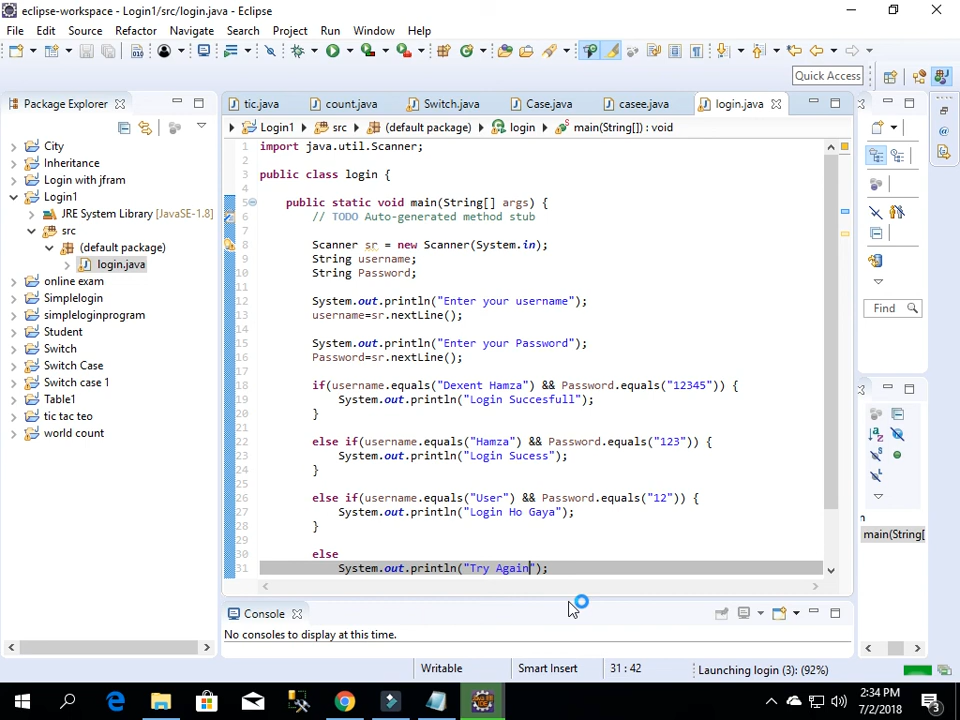 eclipse-workspace - Login1/src/login.java - Eclipse
File Edit Source Refactor Navigate Search Project Run Window Help
Quick Access
Package Explorer
tic.java count.java Switch.java Case.java casee.java login.java
Login1 src (default package) login main(String[]) : void
City
Inheritance
Login with jfram
Login1
JRE System Library [JavaSE-1.8]
src
(default package)
login.java
online exam
Simplelogin
simpleloginprogram
Student
Switch
Switch Case
Switch case 1
Table1
tic tac teo
world count
1 import java.util.Scanner;
2
3 public class login {
4
5 public static void main(String[] args) {
6 // TODO Auto-generated method stub
7
8 Scanner sr = new Scanner(System.in);
9 String username;
10 String Password;
11
12 System.out.println("Enter your username");
13 username=sr.nextLine();
14
15 System.out.println("Enter your Password");
16 Password=sr.nextLine();
17
18 if(username.equals("Dexent Hamza") && Password.equals("12345")) {
19 System.out.println("Login Succesfull");
20 }
21
22 else if(username.equals("Hamza") && Password.equals("123")) {
23 System.out.println("Login Sucess");
24 }
25
26 else if(username.equals("User") && Password.equals("12")) {
27 System.out.println("Login Ho Gaya");
28 }
29
30 else
31 System.out.println("Try Again");
Find
main(String[
Console
No consoles to display at this time.
Writable Smart Insert 31 : 42 Launching login (3): (92%)
2:34 PM
7/2/2018
3